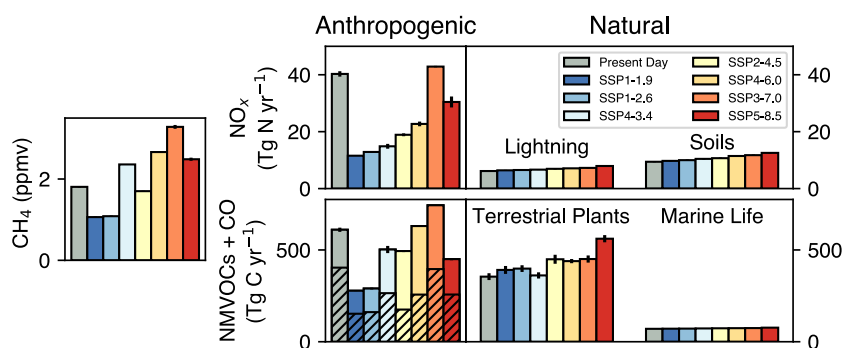 Anthropogenic Natural
40
20
0
NOx
(Tg N yr⁻¹)
Present Day
SSP1-1.9
SSP1-2.6
SSP4-3.4
SSP2-4.5
SSP4-6.0
SSP3-7.0
SSP5-8.5
Lightning
Soils
40
20
0
CH₄ (ppmv)
2
0
NMVOCs + CO
(Tg C yr⁻¹)
500
0
Terrestrial Plants
Marine Life
500
0